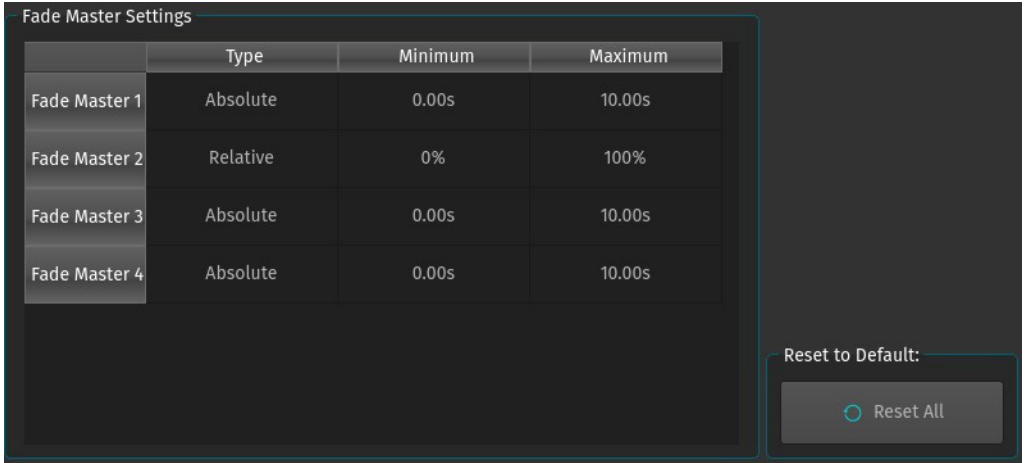 Fade Master Settings
Type Minimum Maximum
Fade Master 1 Absolute 0.00s 10.00s
Fade Master 2 Relative 0% 100%
Fade Master 3 Absolute 0.00s 10.00s
Fade Master 4 Absolute 0.00s 10.00s
Reset to Default:
Reset All